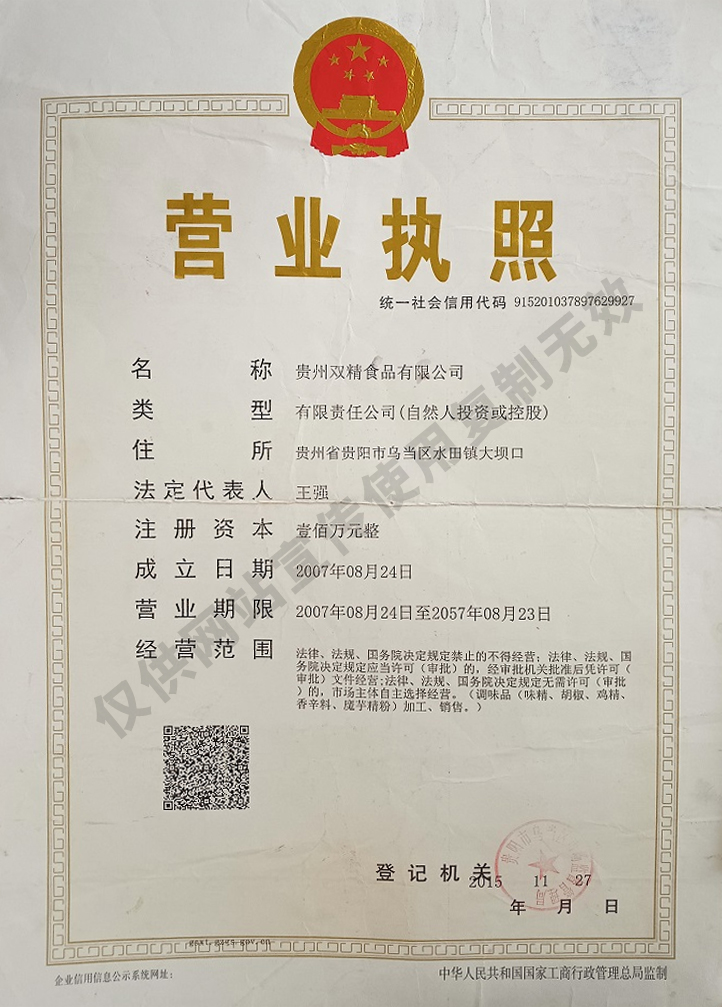 营业执照
统一社会信用代码 915201037897629927
名称 贵州双精食品有限公司
类型 有限责任公司(自然人投资或控股)
住所 贵州省贵阳市乌当区水田镇大坝口
法定代表人 王强
注册资本 壹佰万元整
成立日期 2007年08月24日
营业期限 2007年08月24日至2057年08月23日
经营范围 法律、法规、国务院决定规定禁止的不得经营；法律、法规、国
务院决定规定应当许可（审批）的，经审批机关批准后凭许可（
审批）文件经营;法律、法规、国务院决定规定无需许可（审批
）的，市场主体自主选择经营。（调味品（味精、胡椒、鸡精、
香辛料、魔芋精粉）加工、销售。）
仅供网站宣传使用复制无效
登记机关
2015 11 27
年 月 日
gsxt.gzgs.gov.cn
企业信用信息公示系统网址:
中华人民共和国国家工商行政管理总局监制